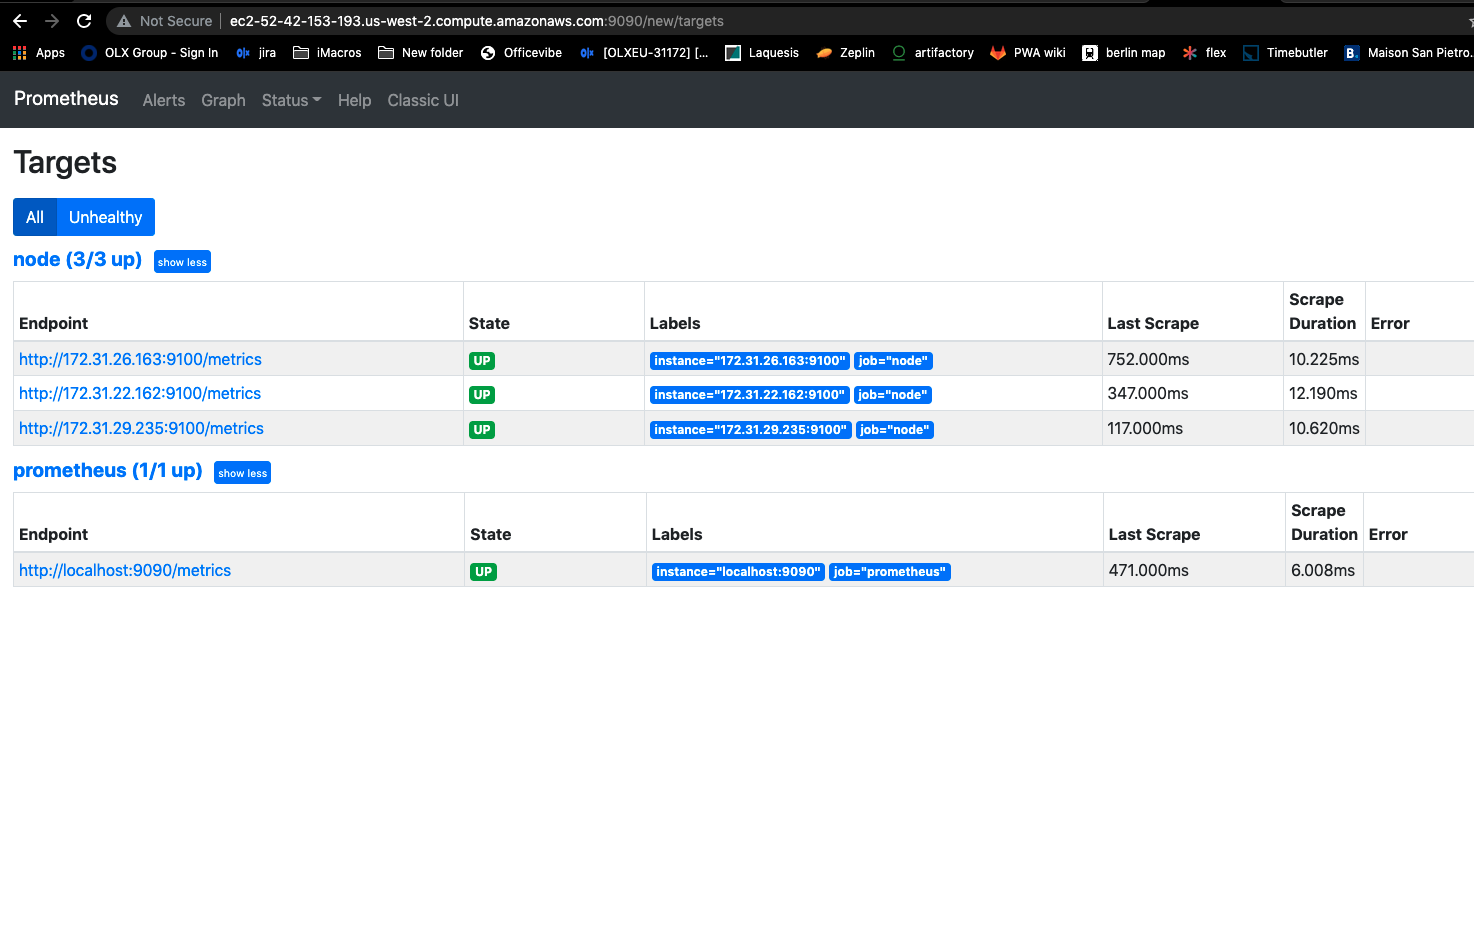 Not Secure | ec2-52-42-153-193.us-west-2.compute.amazonaws.com:9090/new/targets
Apps OLX Group - Sign In jira iMacros New folder Officevibe [OLXEU-31172] [... Laquesis Zeplin artifactory PWA wiki berlin map flex Timebutler B. Maison San Pietro...
Prometheus Alerts Graph Status Help Classic UI
Targets
All Unhealthy
node (3/3 up) show less
Endpoint State Labels Last Scrape Scrape Duration Error
http://172.31.26.163:9100/metrics UP instance="172.31.26.163:9100" job="node" 752.000ms 10.225ms
http://172.31.22.162:9100/metrics UP instance="172.31.22.162:9100" job="node" 347.000ms 12.190ms
http://172.31.29.235:9100/metrics UP instance="172.31.29.235:9100" job="node" 117.000ms 10.620ms
prometheus (1/1 up) show less
Endpoint State Labels Last Scrape Scrape Duration Error
http://localhost:9090/metrics UP instance="localhost:9090" job="prometheus" 471.000ms 6.008ms